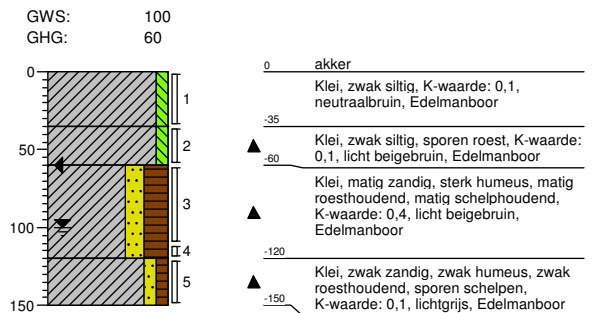 GWS: 100
GHG: 60
0
50
100
150
1
2
3
4
5
0 akker
Klei, zwak siltig, K-waarde: 0,1,
neutraalbruin, Edelmanboor
-35
Klei, zwak siltig, sporen roest, K-waarde:
0,1, licht beigebruin, Edelmanboor
-60
Klei, matig zandig, sterk humeus, matig
roesthoudend, matig schelphoudend,
K-waarde: 0,4, licht beigebruin,
Edelmanboor
-120
Klei, zwak zandig, zwak humeus, zwak
roesthoudend, sporen schelpen,
K-waarde: 0,1, lichtgrijs, Edelmanboor
-150